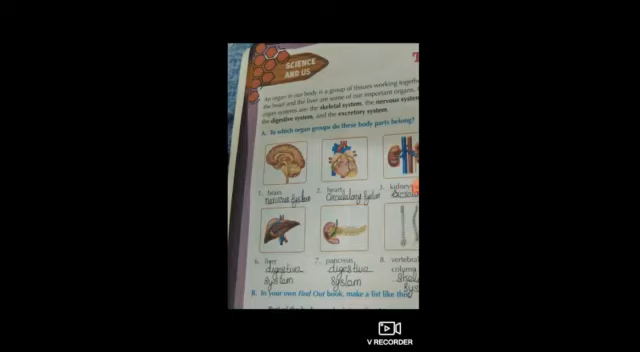 SCIENCE
AND US
An organ in our body is a group of tissues working togethe
the heart and the liver are some of our important organs.
organ systems are: the skeletal system, the nervous system
the digestive system, and the excretory system.
A. To which organ groups do these body parts belong?
1. brain
2. heart
3. kidney
nervous System
6. liver
7. pancreas
8. vertebral
column
digestive
digestive
Systam
Systam
B. In your own Find Out book, make a list like this:
V RECORDER